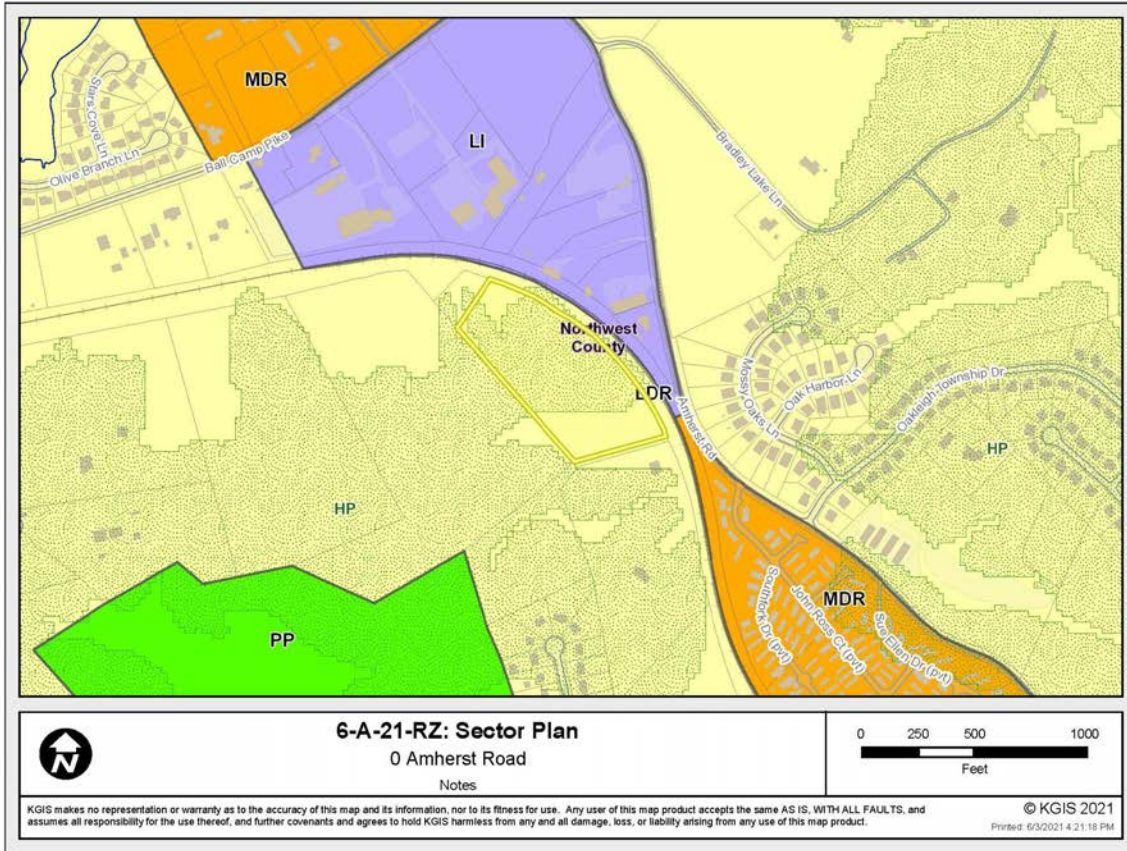 MDR
Stars Cove Ln
Olive Branch Ln
Ball Camp Pike
LI
Bradley Lake Ln
Northwest
County
LDR
Amherst Rd
Mossy Oaks Ln
Oak Harbor Ln
Oakleigh Township Dr
HP
HP
PP
MDR
Southfork Dr (pvt)
John Ross Ct (pvt)
Sue Ellen Dr (pvt)
N
6-A-21-RZ: Sector Plan
0 Amherst Road
Notes
0 250 500 1000
Feet
KGIS makes no representation or warranty as to the accuracy of this map and its information, nor to its fitness for use. Any user of this map product accepts the same AS IS, WITH ALL FAULTS, and
assumes all responsibility for the use thereof, and further covenants and agrees to hold KGIS harmless from any and all damage, loss, or liability arising from any use of this map product.
© KGIS 2021
Printed: 6/3/2021 4:21:18 PM